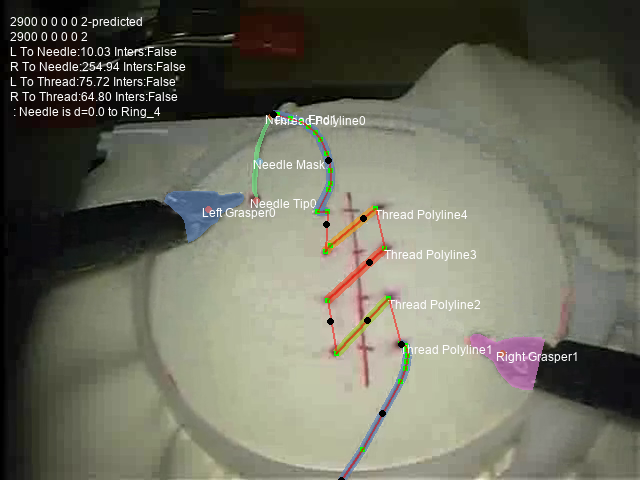 2900 0 0 0 0 2-predicted
2900 0 0 0 0 2
L To Needle:10.03 Inters:False
R To Needle:254.94 Inters:False
L To Thread:75.72 Inters:False
R To Thread:64.80 Inters:False
: Needle is d=0.0 to Ring_4
Thread Polyline0
Needle Mask
Needle Tip0
Left Grasper0
Thread Polyline4
Thread Polyline3
Thread Polyline2
Thread Polyline1
Right Grasper1